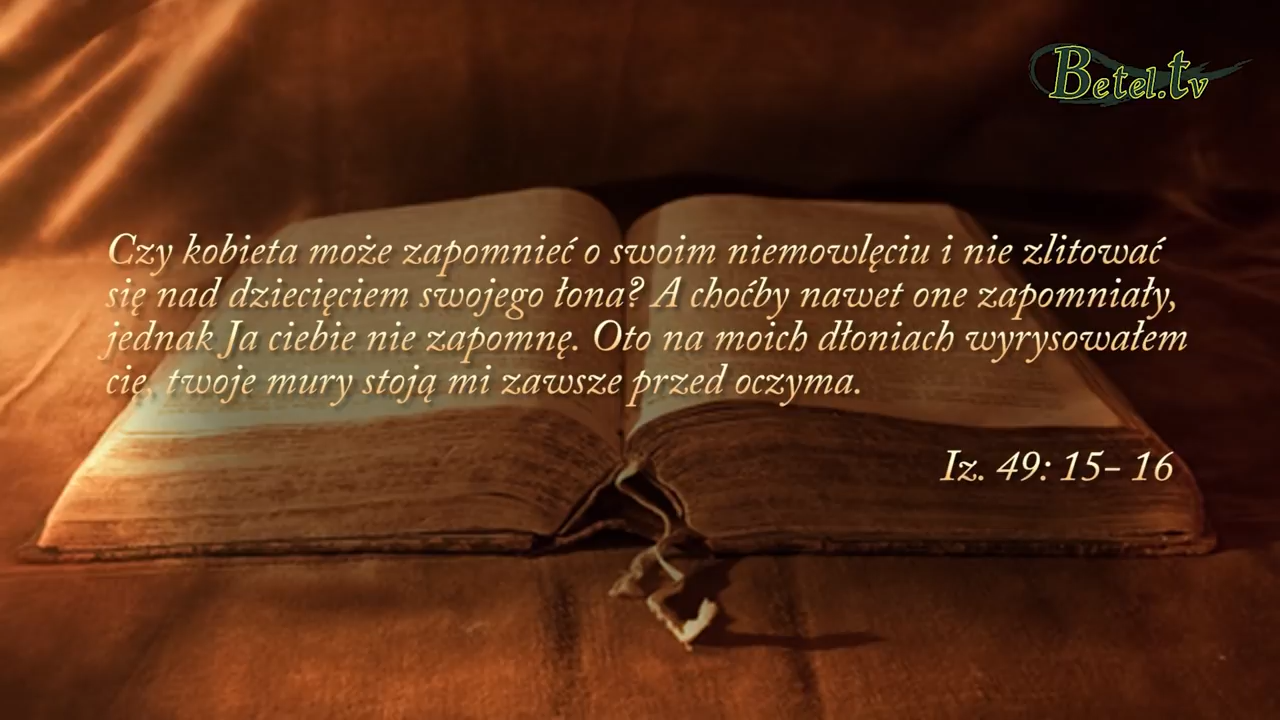 Betel.tv
Czy kobieta może zapomnieć o swoim niemowlęciu i nie zlitować
się nad dziecięciem swojego łona? A choćby nawet one zapomniały,
jednak Ja ciebie nie zapomnę. Oto na moich dłoniach wyrysowałem
cię, twoje mury stoją mi zawsze przed oczyma.
Iz. 49: 15– 16